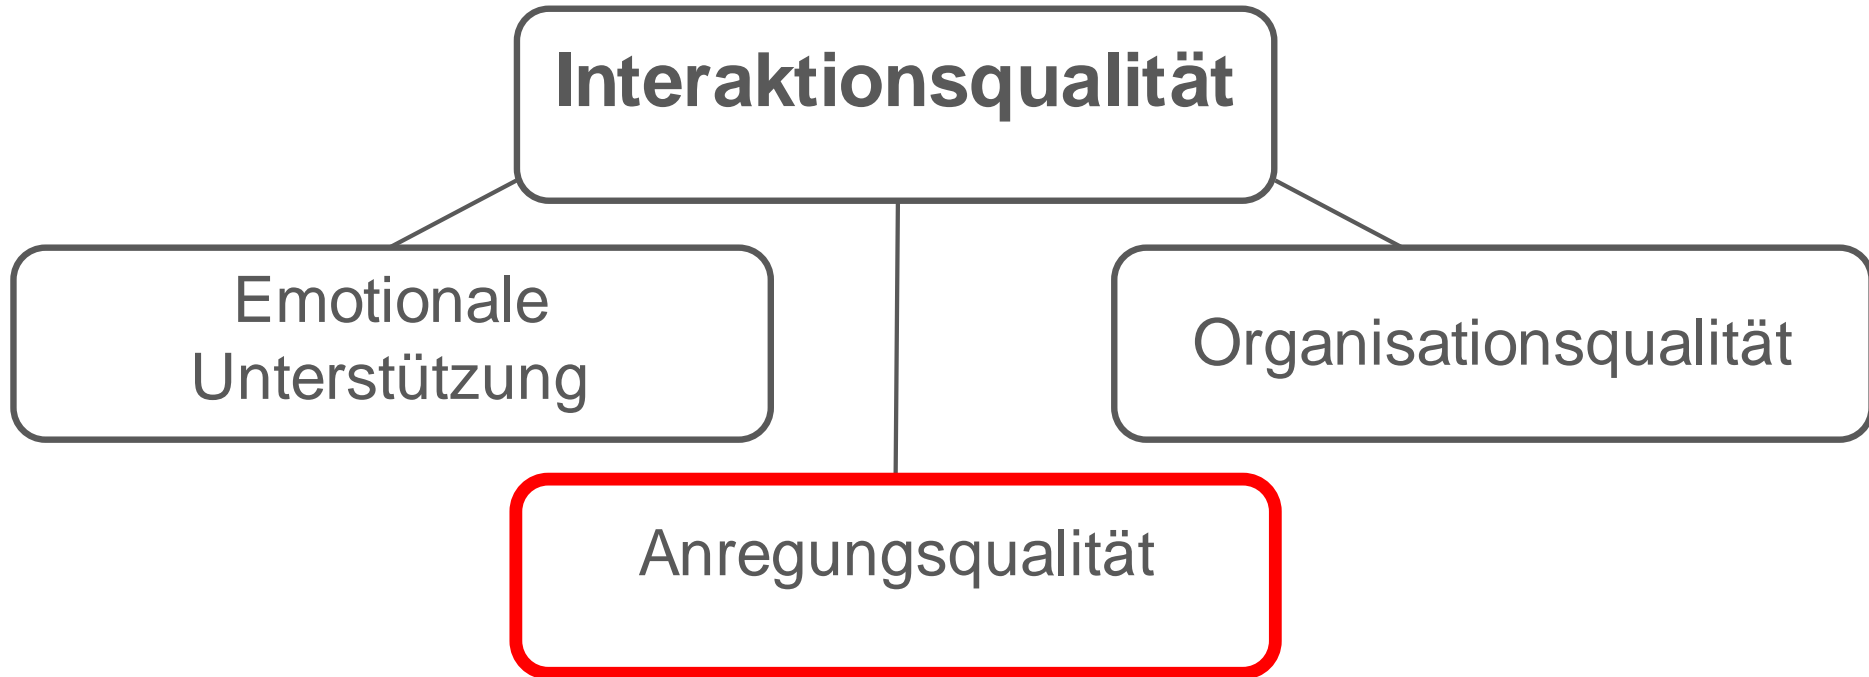 Interaktionsqualität
Emotionale
Unterstützung
Organisationsqualität
Anregungsqualität